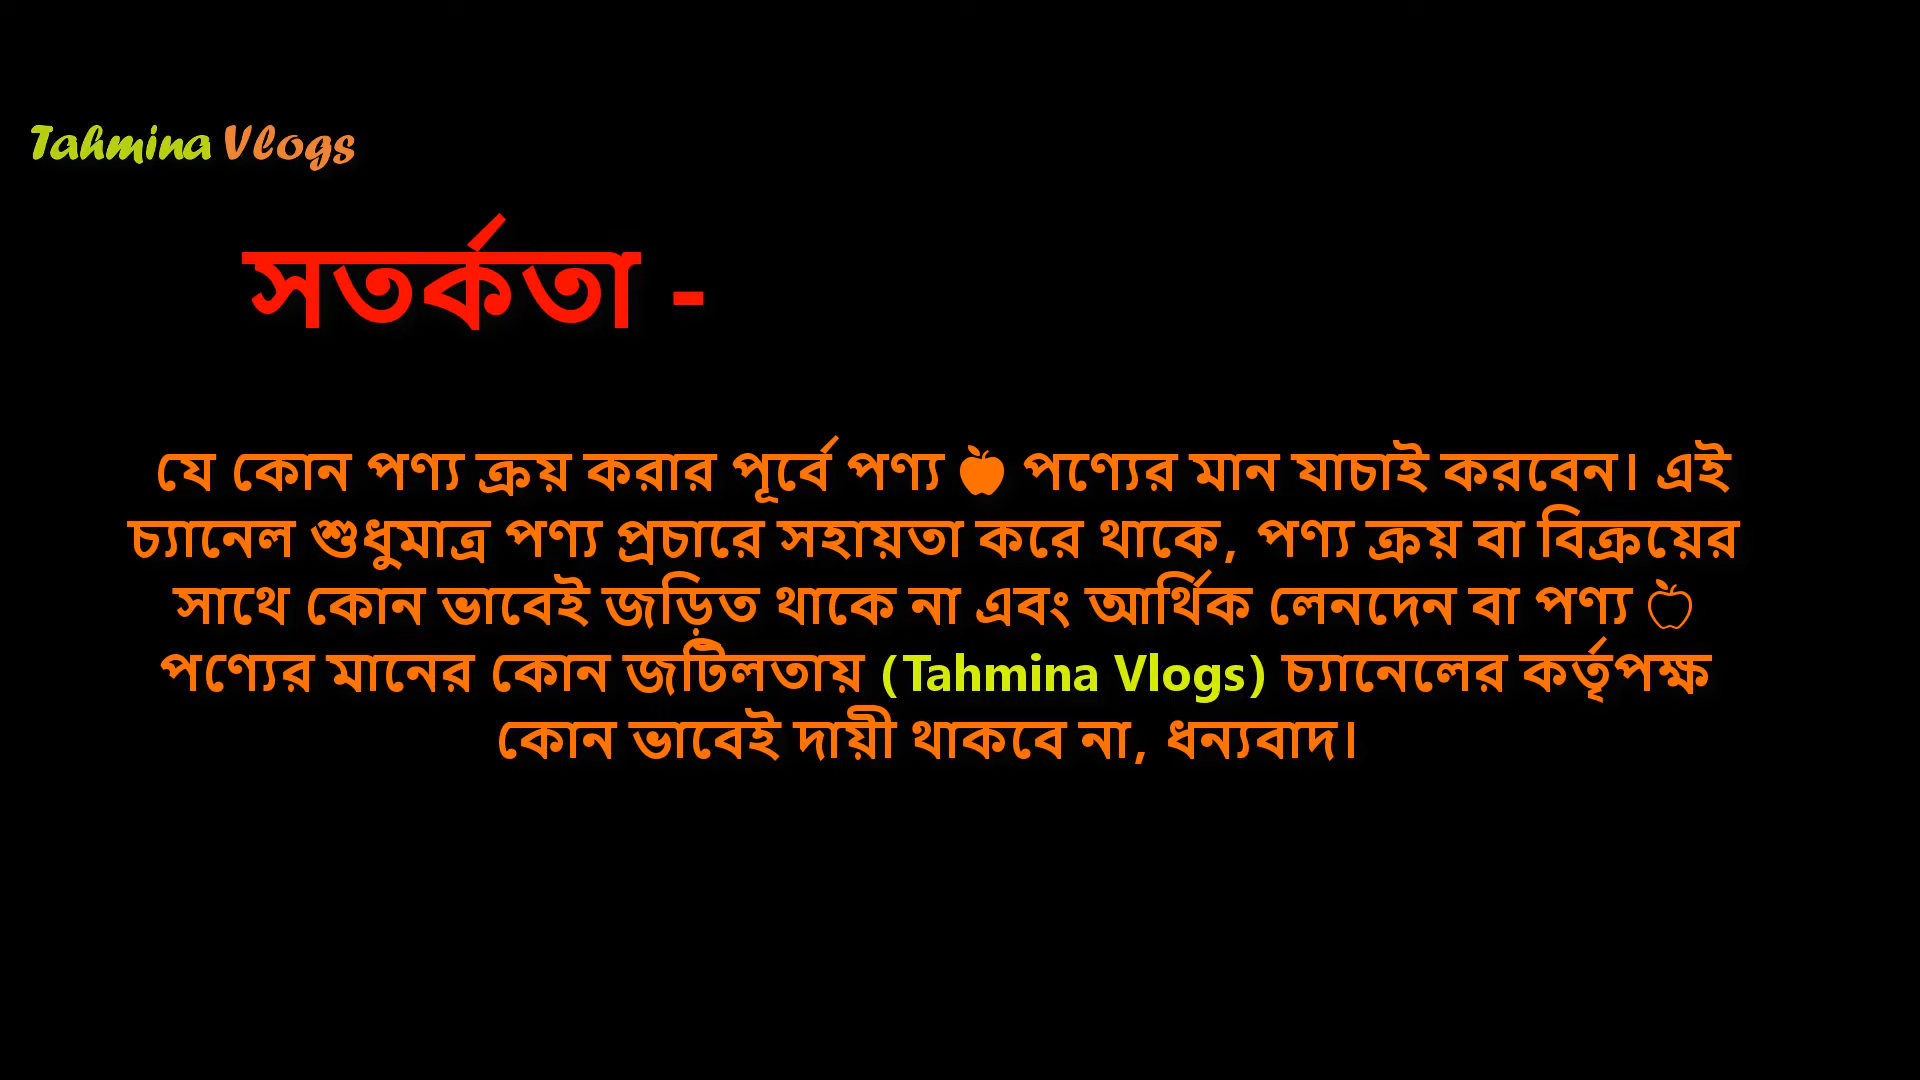 Tahmina Vlogs
সতর্কতা -
যে কোন পণ্য ক্রয় করার পূর্বে পণ্য 🍎 পণ্যের মান যাচাই করবেন। এই
চ্যানেল শুধুমাত্র পণ্য প্রচারে সহায়তা করে থাকে, পণ্য ক্রয় বা বিক্রয়ের
সাথে কোন ভাবেই জড়িত থাকে না এবং আর্থিক লেনদেন বা পণ্য 🍎
পণ্যের মানের কোন জটিলতায় (Tahmina Vlogs) চ্যানেলের কর্তৃপক্ষ
কোন ভাবেই দায়ী থাকবে না, ধন্যবাদ।